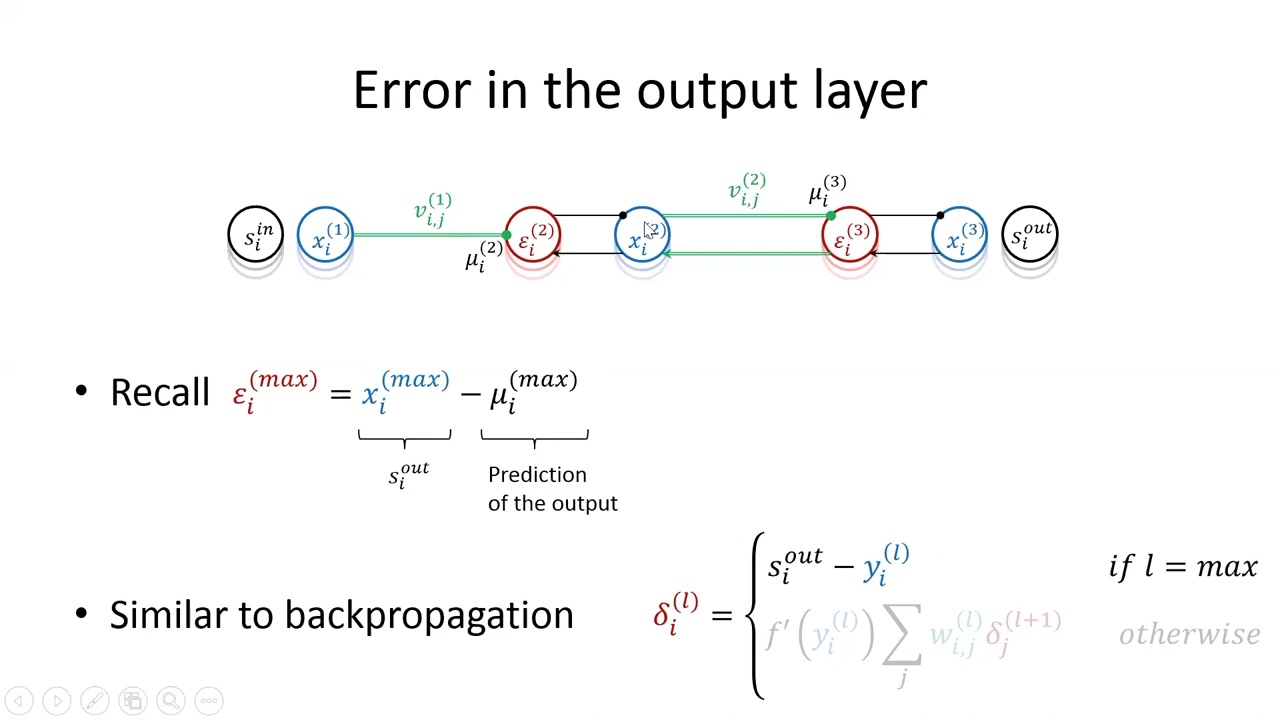 Error in the output layer
s_i^{in} x_i^{(1)} v_{i,j}^{(1)} μ_i^{(2)} ε_i^{(2)} x_i^{(2)} v_{i,j}^{(2)} μ_i^{(3)} ε_i^{(3)} x_i^{(3)} s_i^{out}
• Recall ε_i^{(max)} = x_i^{(max)} − μ_i^{(max)}
s_i^{out} Prediction
of the output
• Similar to backpropagation δ_i^{(l)} = {
s_i^{out} − y_i^{(l)} if l = max
f′(y_i^{(l)}) ∑_j w_{i,j}^{(l)} δ_j^{(l+1)} otherwise